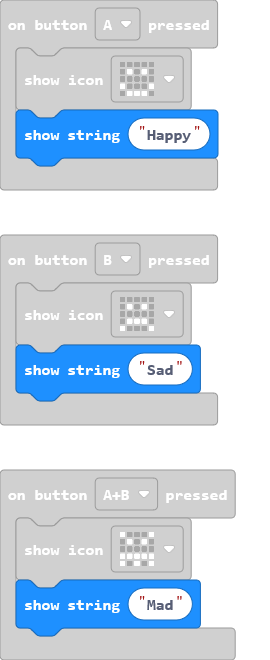 on button A pressed
show icon
show string "Happy"
on button B pressed
show icon
show string "Sad"
on button A+B pressed
show icon
show string "Mad"